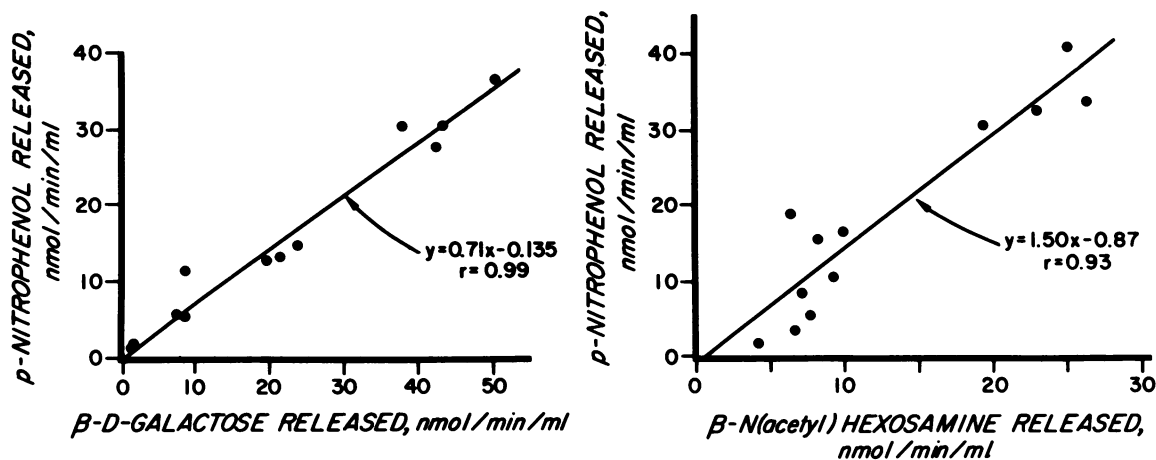 p-NITROPHENOL RELEASED,
nmol/min/ml
40
30
20
10
0
y=0.71x-0.135
r=0.99
0 10 20 30 40 50
β-D-GALACTOSE RELEASED, nmol/min/ml
p-NITROPHENOL RELEASED,
nmol/min/ml
40
30
20
10
0
y=1.50x-0.87
r=0.93
0 10 20 30
β-N(acetyl) HEXOSAMINE RELEASED,
nmol/min/ml